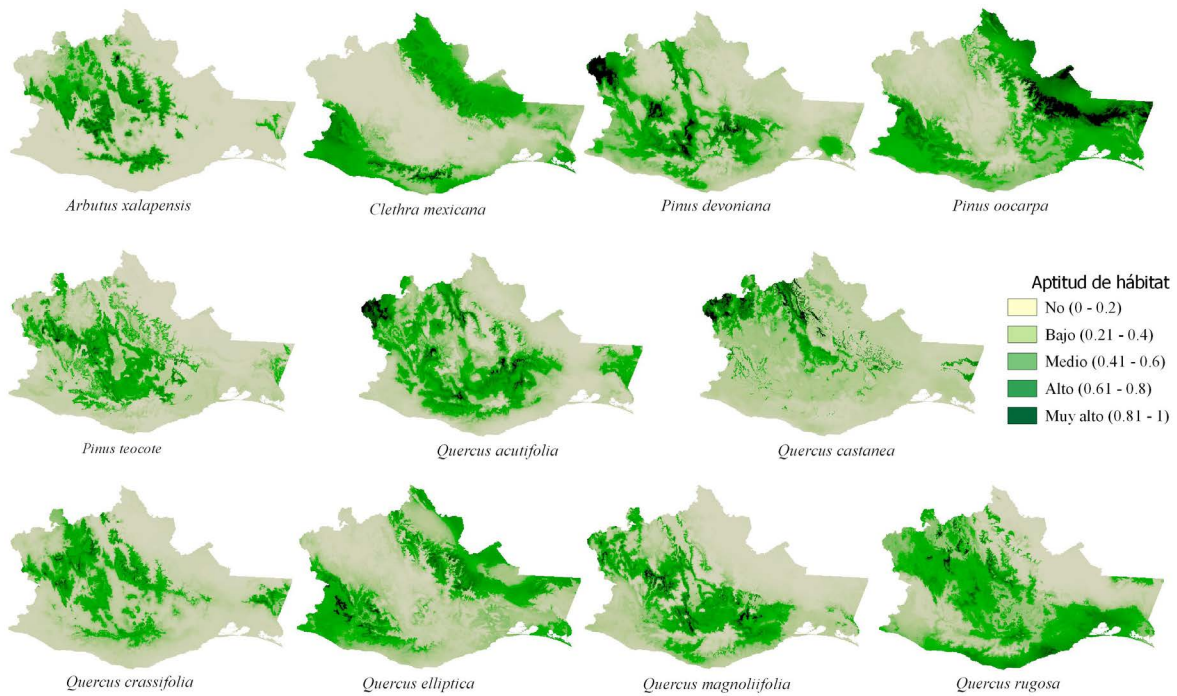 Arbutus xalapensis
Clethra mexicana
Pinus devoniana
Pinus oocarpa
Pinus teocote
Quercus acutifolia
Quercus castanea
Aptitud de hábitat
No (0 - 0.2)
Bajo (0.21 - 0.4)
Medio (0.41 - 0.6)
Alto (0.61 - 0.8)
Muy alto (0.81 - 1)
Quercus crassifolia
Quercus elliptica
Quercus magnoliifolia
Quercus rugosa